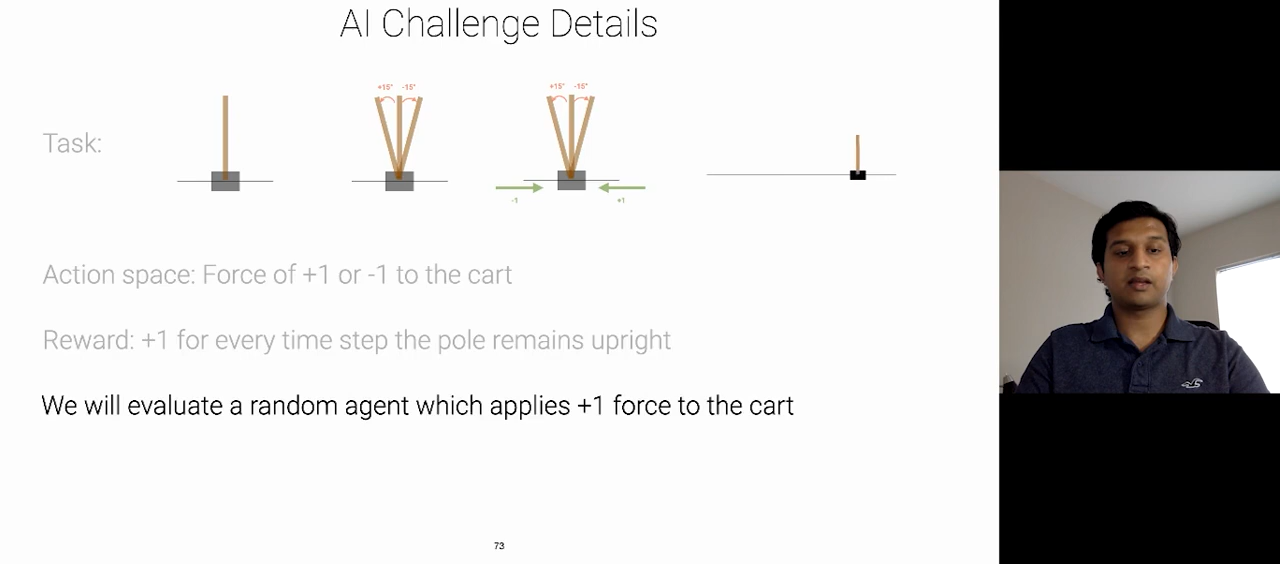 AI Challenge Details
+15° -15°
+15° -15°
Task:
-1
+1
Action space: Force of +1 or -1 to the cart
Reward: +1 for every time step the pole remains upright
We will evaluate a random agent which applies +1 force to the cart
73